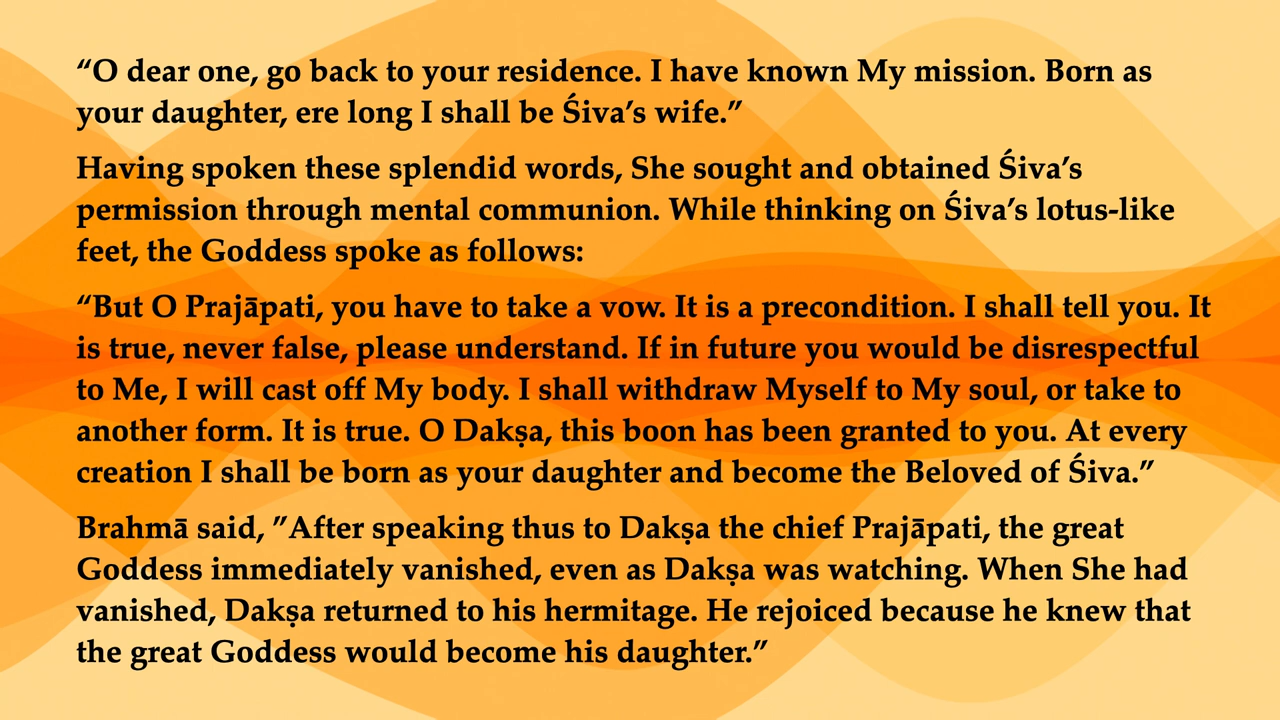 “O dear one, go back to your residence. I have known My mission. Born as
your daughter, ere long I shall be Śiva’s wife.”
Having spoken these splendid words, She sought and obtained Śiva’s
permission through mental communion. While thinking on Śiva’s lotus-like
feet, the Goddess spoke as follows:
“But O Prajāpati, you have to take a vow. It is a precondition. I shall tell you. It
is true, never false, please understand. If in future you would be disrespectful
to Me, I will cast off My body. I shall withdraw Myself to My soul, or take to
another form. It is true. O Dakṣa, this boon has been granted to you. At every
creation I shall be born as your daughter and become the Beloved of Śiva.”
Brahmā said, ”After speaking thus to Dakṣa the chief Prajāpati, the great
Goddess immediately vanished, even as Dakṣa was watching. When She had
vanished, Dakṣa returned to his hermitage. He rejoiced because he knew that
the great Goddess would become his daughter.”